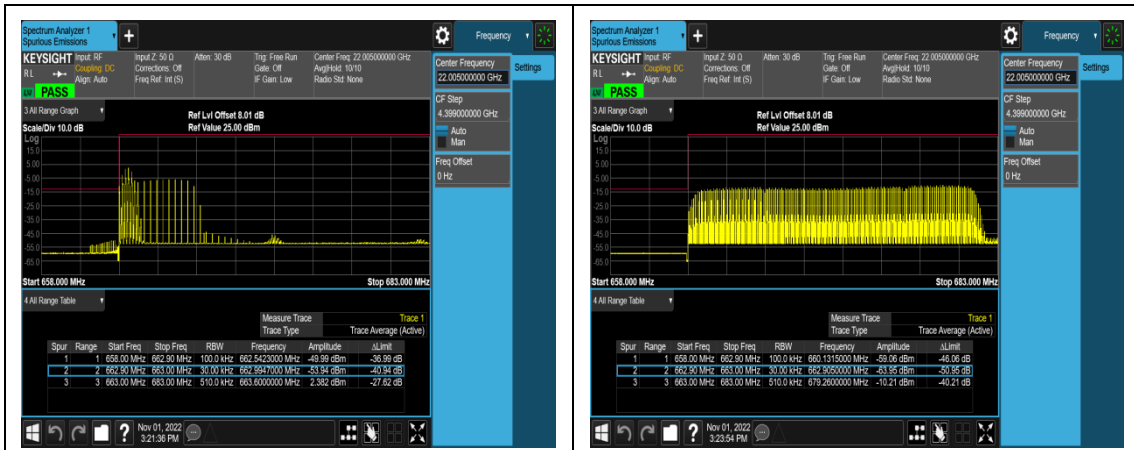 Spectrum Analyzer 1
Spurious Emissions
+
Frequency
KEYSIGHT Input: RF Input Z: 50 Ω Atten: 30 dB Trig: Free Run Center Freq: 22.005000000 GHz
RL Coupling: DC Corrections: Off Gate: Off Avg|Hold: 10/10
Align: Auto Freq Ref: Int (S) IF Gain: Low Radio Std: None
PASS
Center Frequency
22.005000000 GHz
Settings
CF Step
4.399000000 GHz
Auto
Man
Freq Offset
0 Hz
3 All Range Graph
Ref Lvl Offset 8.01 dB
Scale/Div 10.0 dB Ref Value 25.00 dBm
Log
15.0
5.00
-5.00
-15.0
-25.0
-35.0
-45.0
-55.0
-65.0
Start 658.000 MHz Stop 683.000 MHz
4 All Range Table
Measure Trace Trace 1
Trace Type Trace Average (Active)
Spur Range Start Freq Stop Freq RBW Frequency Amplitude ΔLimit
1 1 658.00 MHz 662.90 MHz 100.0 kHz 662.5423000 MHz -49.99 dBm -36.99 dB
2 2 662.90 MHz 663.00 MHz 30.00 kHz 662.9947000 MHz -53.94 dBm -40.94 dB
3 3 663.00 MHz 683.00 MHz 510.0 kHz 663.6000000 MHz 2.382 dBm -27.62 dB
? Nov 01, 2022
3:21:36 PM
Spectrum Analyzer 1
Spurious Emissions
+
Frequency
KEYSIGHT Input: RF Input Z: 50 Ω Atten: 30 dB Trig: Free Run Center Freq: 22.005000000 GHz
RL Coupling: DC Corrections: Off Gate: Off Avg|Hold: 10/10
Align: Auto Freq Ref: Int (S) IF Gain: Low Radio Std: None
PASS
Center Frequency
22.005000000 GHz
Settings
CF Step
4.399000000 GHz
Auto
Man
Freq Offset
0 Hz
3 All Range Graph
Ref Lvl Offset 8.01 dB
Scale/Div 10.0 dB Ref Value 25.00 dBm
Log
15.0
5.00
-5.00
-15.0
-25.0
-35.0
-45.0
-55.0
-65.0
Start 658.000 MHz Stop 683.000 MHz
4 All Range Table
Measure Trace Trace 1
Trace Type Trace Average (Active)
Spur Range Start Freq Stop Freq RBW Frequency Amplitude ΔLimit
1 1 658.00 MHz 662.90 MHz 100.0 kHz 660.1315000 MHz -59.06 dBm -46.06 dB
2 2 662.90 MHz 663.00 MHz 30.00 kHz 662.9050000 MHz -63.95 dBm -50.95 dB
3 3 663.00 MHz 683.00 MHz 510.0 kHz 679.2600000 MHz -10.21 dBm -40.21 dB
? Nov 01, 2022
3:23:54 PM